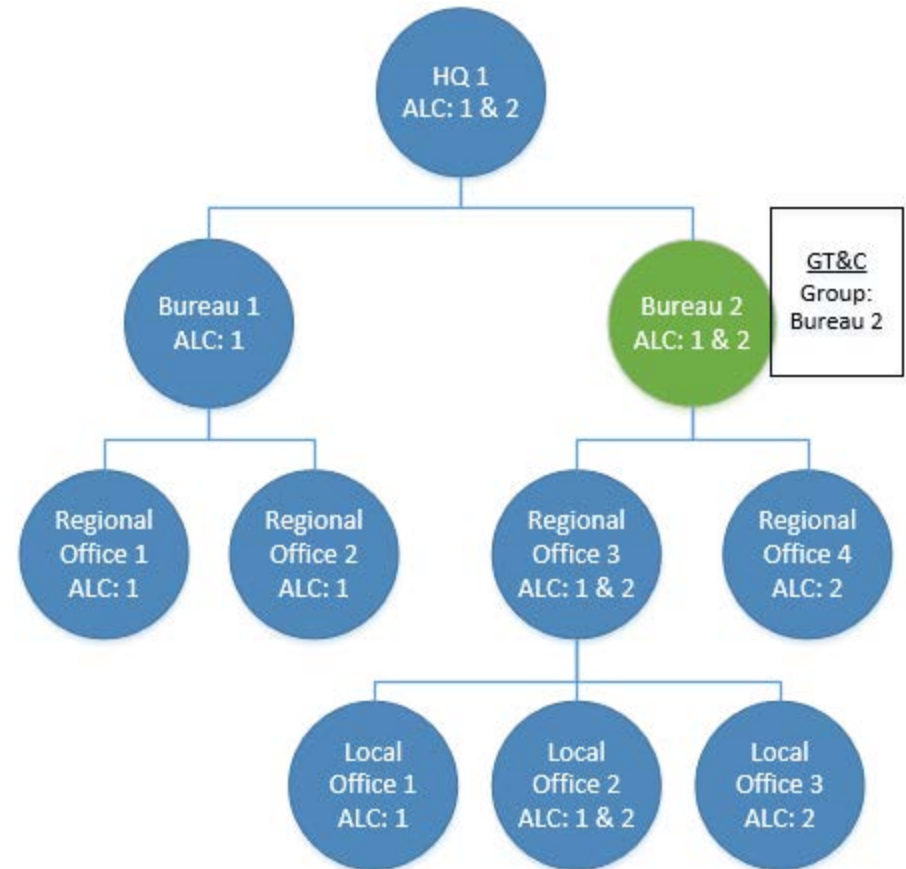 HQ 1
ALC: 1 & 2
Bureau 1
ALC: 1
Bureau 2
ALC: 1 & 2
GT&C
Group:
Bureau 2
Regional
Office 1
ALC: 1
Regional
Office 2
ALC: 1
Regional
Office 3
ALC: 1 & 2
Regional
Office 4
ALC: 2
Local
Office 1
ALC: 1
Local
Office 2
ALC: 1 & 2
Local
Office 3
ALC: 2